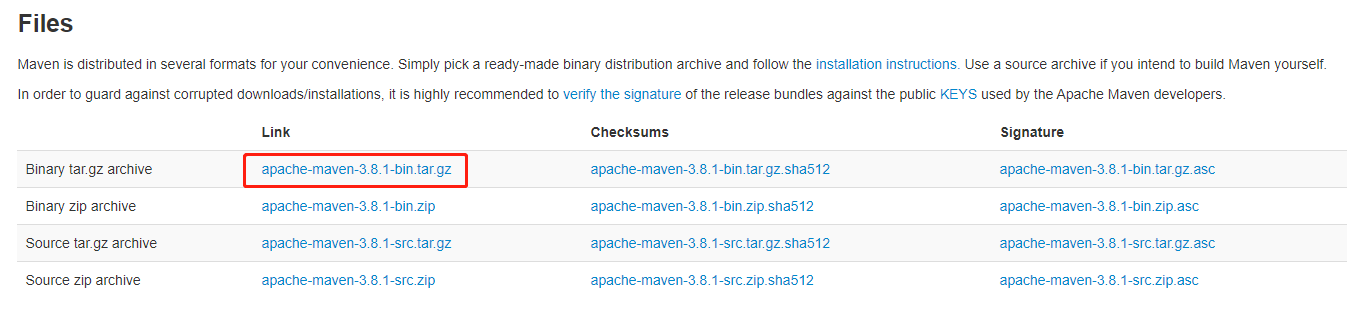 Files
Maven is distributed in several formats for your convenience. Simply pick a ready-made binary distribution archive and follow the installation instructions. Use a source archive if you intend to build Maven yourself.
In order to guard against corrupted downloads/installations, it is highly recommended to verify the signature of the release bundles against the public KEYS used by the Apache Maven developers.
Link Checksums Signature
Binary tar.gz archive apache-maven-3.8.1-bin.tar.gz apache-maven-3.8.1-bin.tar.gz.sha512 apache-maven-3.8.1-bin.tar.gz.asc
Binary zip archive apache-maven-3.8.1-bin.zip apache-maven-3.8.1-bin.zip.sha512 apache-maven-3.8.1-bin.zip.asc
Source tar.gz archive apache-maven-3.8.1-src.tar.gz apache-maven-3.8.1-src.tar.gz.sha512 apache-maven-3.8.1-src.tar.gz.asc
Source zip archive apache-maven-3.8.1-src.zip apache-maven-3.8.1-src.zip.sha512 apache-maven-3.8.1-src.zip.asc